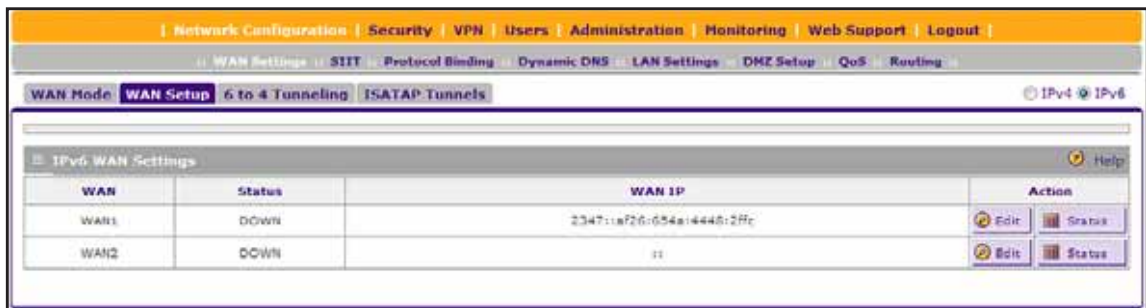 Network Configuration | Security | VPN | Users | Administration | Monitoring | Web Support | Logout |
:: WAN Settings :: SIIT :: Protocol Binding :: Dynamic DNS :: LAN Settings :: DMZ Setup :: QoS :: Routing ::
WAN Mode WAN Setup 6 to 4 Tunneling ISATAP Tunnels IPv4 IPv6
IPv6 WAN Settings Help
WAN Status WAN IP Action
WAN1 DOWN 2347::af26:654a:4448:2ffc Edit Status
WAN2 DOWN :: Edit Status